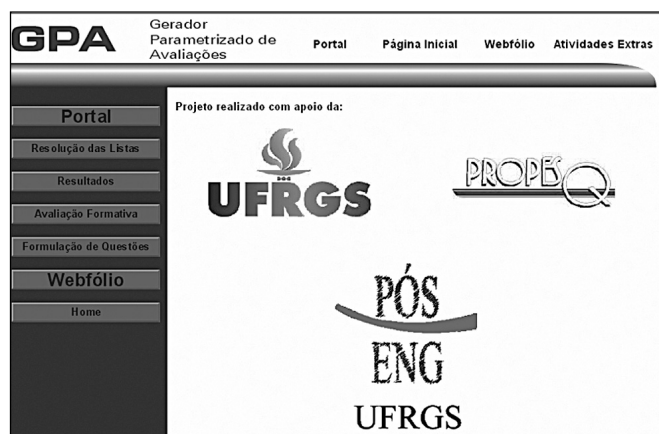 GPA
Gerador
Parametrizado de
Avaliações
Portal Página Inicial Webfólio Atividades Extras
Portal
Resolução das Listas
Resultados
Avaliação Formativa
Formulação de Questões
Webfólio
Home
Projeto realizado com apoio da:
UFRGS
PROPESQ
PÓS
ENG
UFRGS